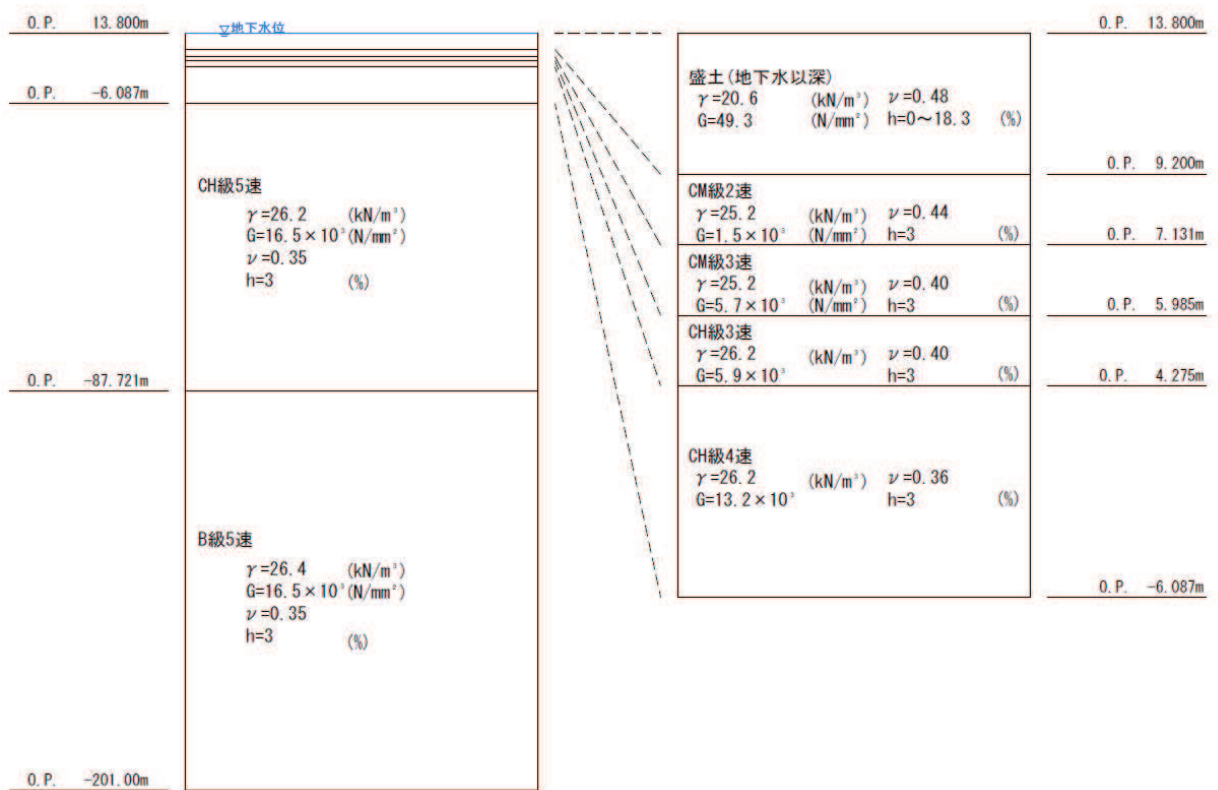 O.P. 13.800m
▽地下水位
O.P. -6.087m
CH級5速
γ=26.2 (kN/m³)
G=16.5×10³(N/mm²)
ν=0.35
h=3 (%)
O.P. -87.721m
B級5速
γ=26.4 (kN/m³)
G=16.5×10³(N/mm²)
ν=0.35
h=3 (%)
O.P. -201.00m
O.P. 13.800m
盛土(地下水以深)
γ=20.6 (kN/m³) ν=0.48
G=49.3 (N/mm²) h=0~18.3 (%)
O.P. 9.200m
CM級2速
γ=25.2 (kN/m³) ν=0.44
G=1.5×10³ (N/mm²) h=3 (%)
O.P. 7.131m
CM級3速
γ=25.2 (kN/m³) ν=0.40
G=5.7×10³ (N/mm²) h=3 (%)
O.P. 5.985m
CH級3速
γ=26.2 (kN/m³) ν=0.40
G=5.9×10³ h=3 (%)
O.P. 4.275m
CH級4速
γ=26.2 (kN/m³) ν=0.36
G=13.2×10³ h=3 (%)
O.P. -6.087m